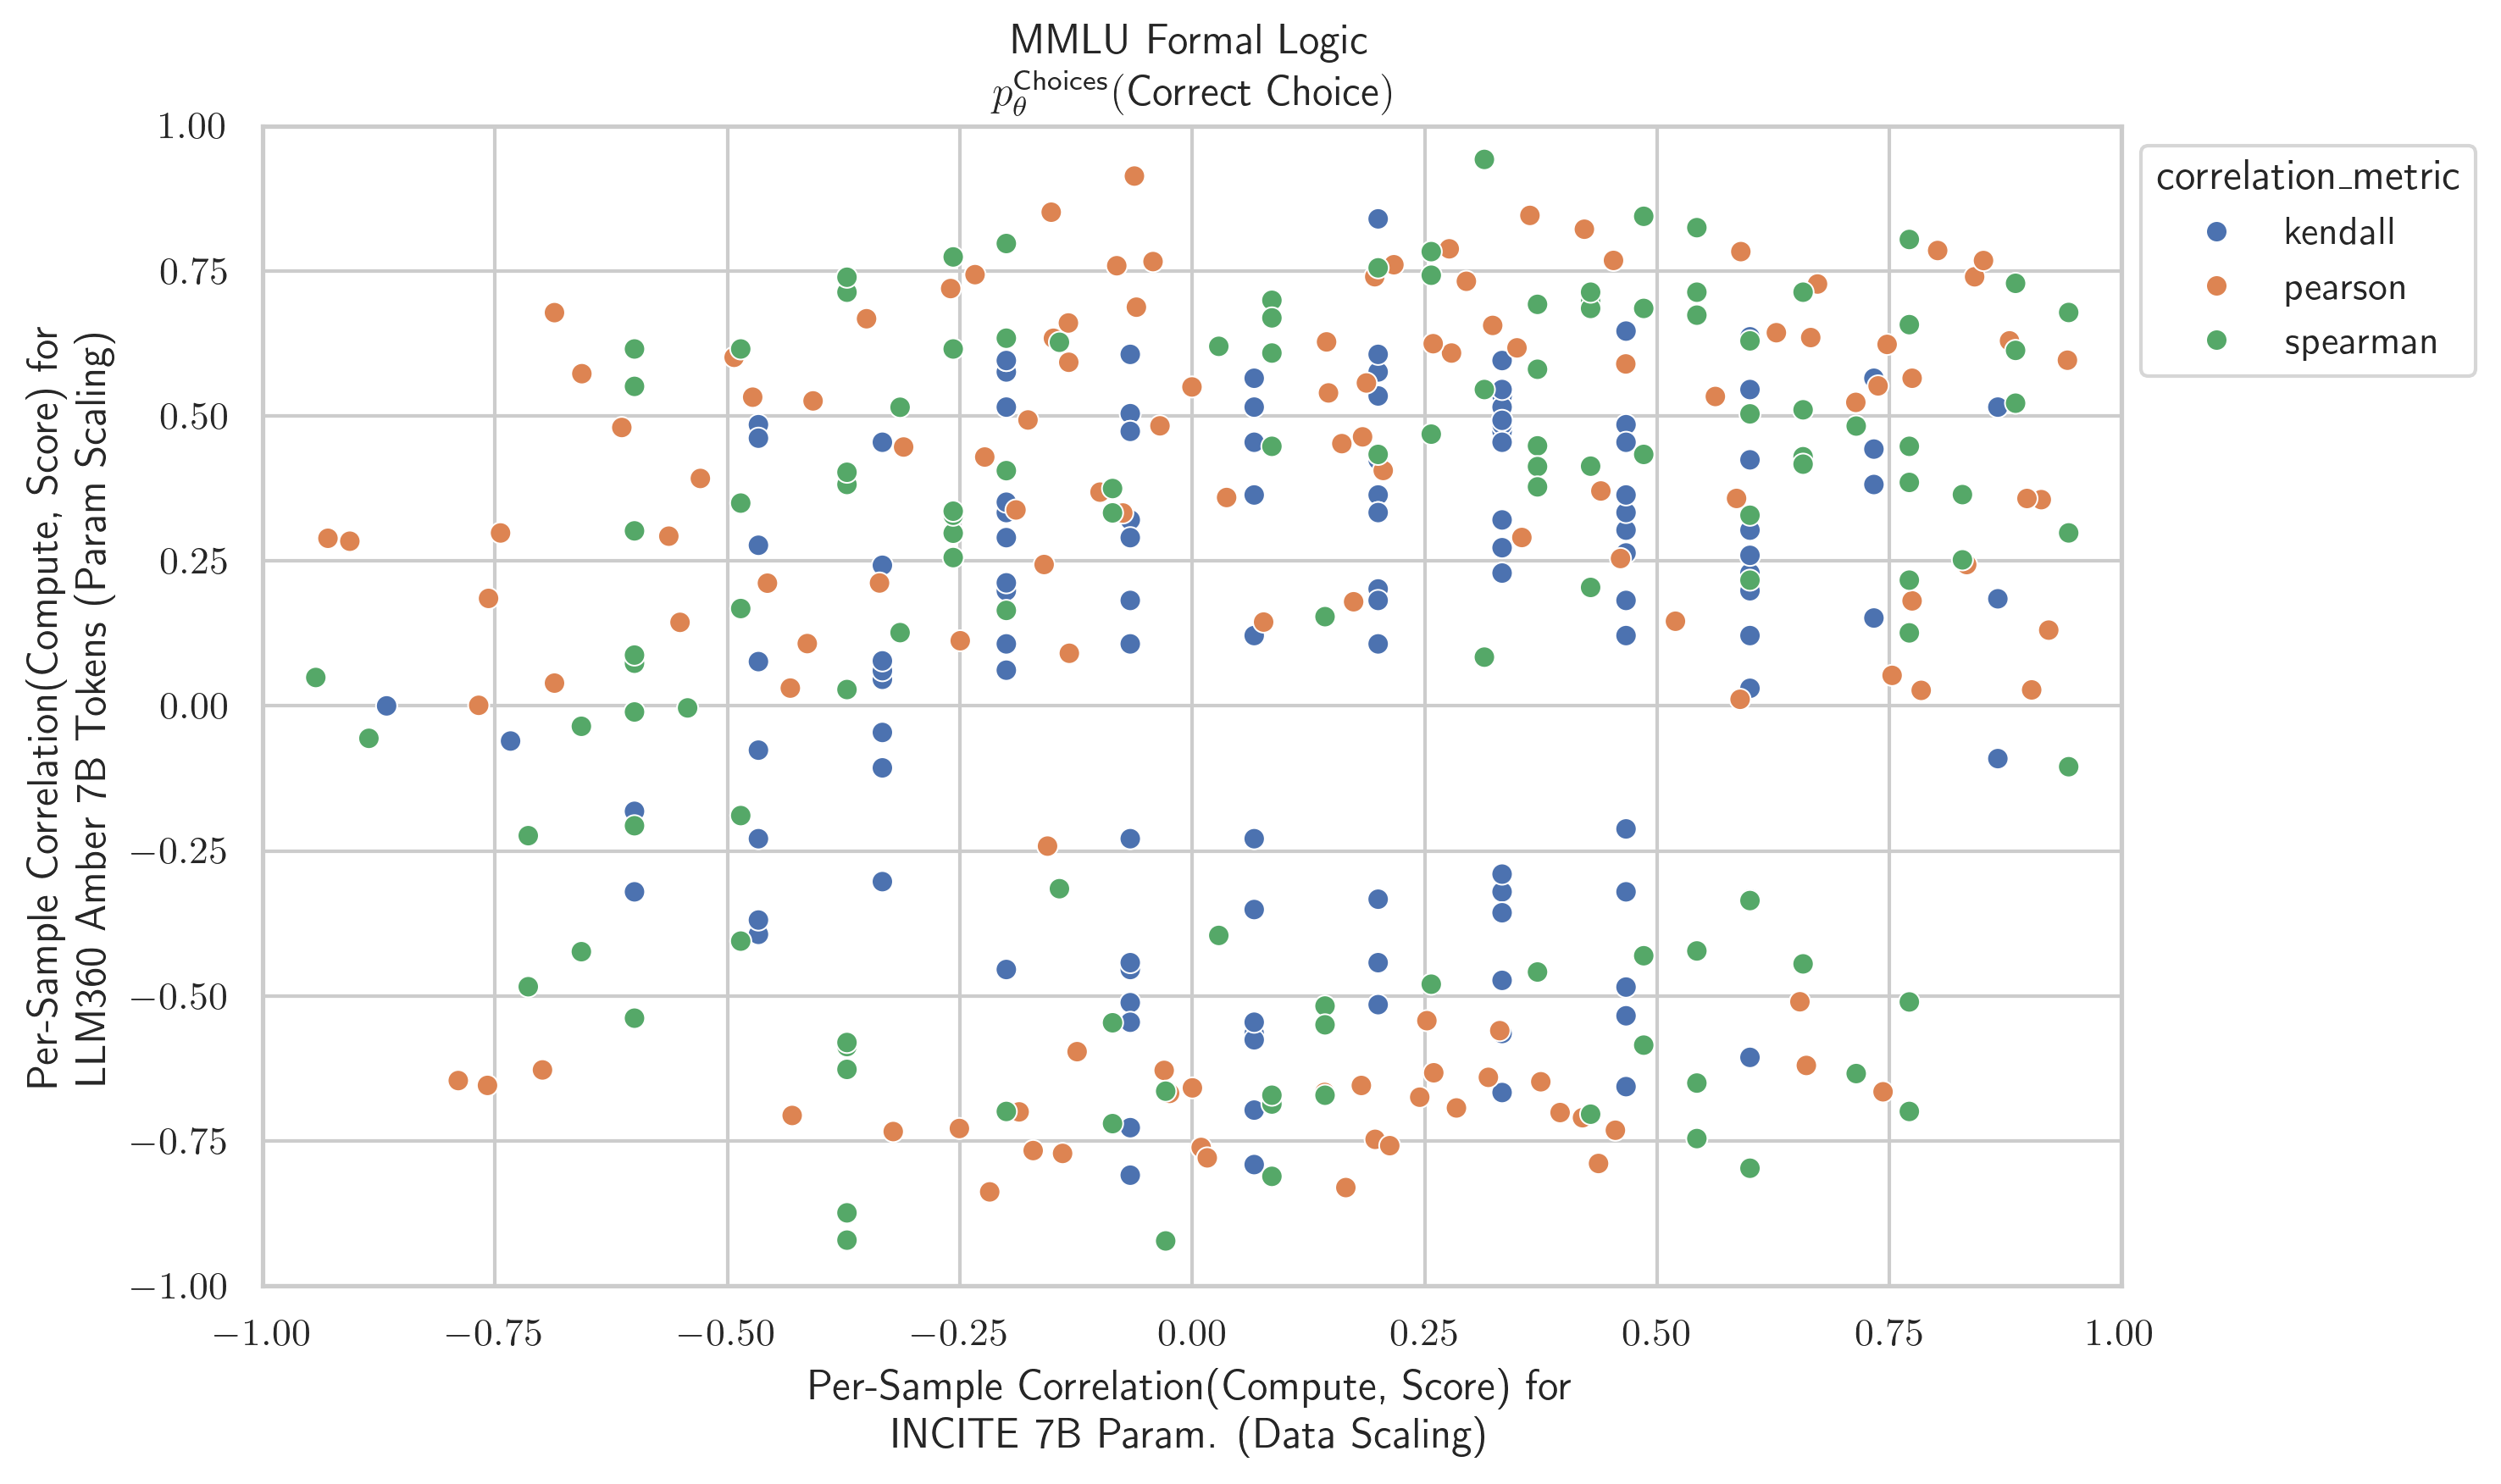 MMLU Formal Logic
p_θ^Choices(Correct Choice)
1.00
0.75
0.50
0.25
0.00
−0.25
−0.50
−0.75
−1.00
Per-Sample Correlation(Compute, Score) for
LLM360 Amber 7B Tokens (Param Scaling)
−1.00
−0.75
−0.50
−0.25
0.00
0.25
0.50
0.75
1.00
Per-Sample Correlation(Compute, Score) for
INCITE 7B Param. (Data Scaling)
correlation_metric
kendall
pearson
spearman